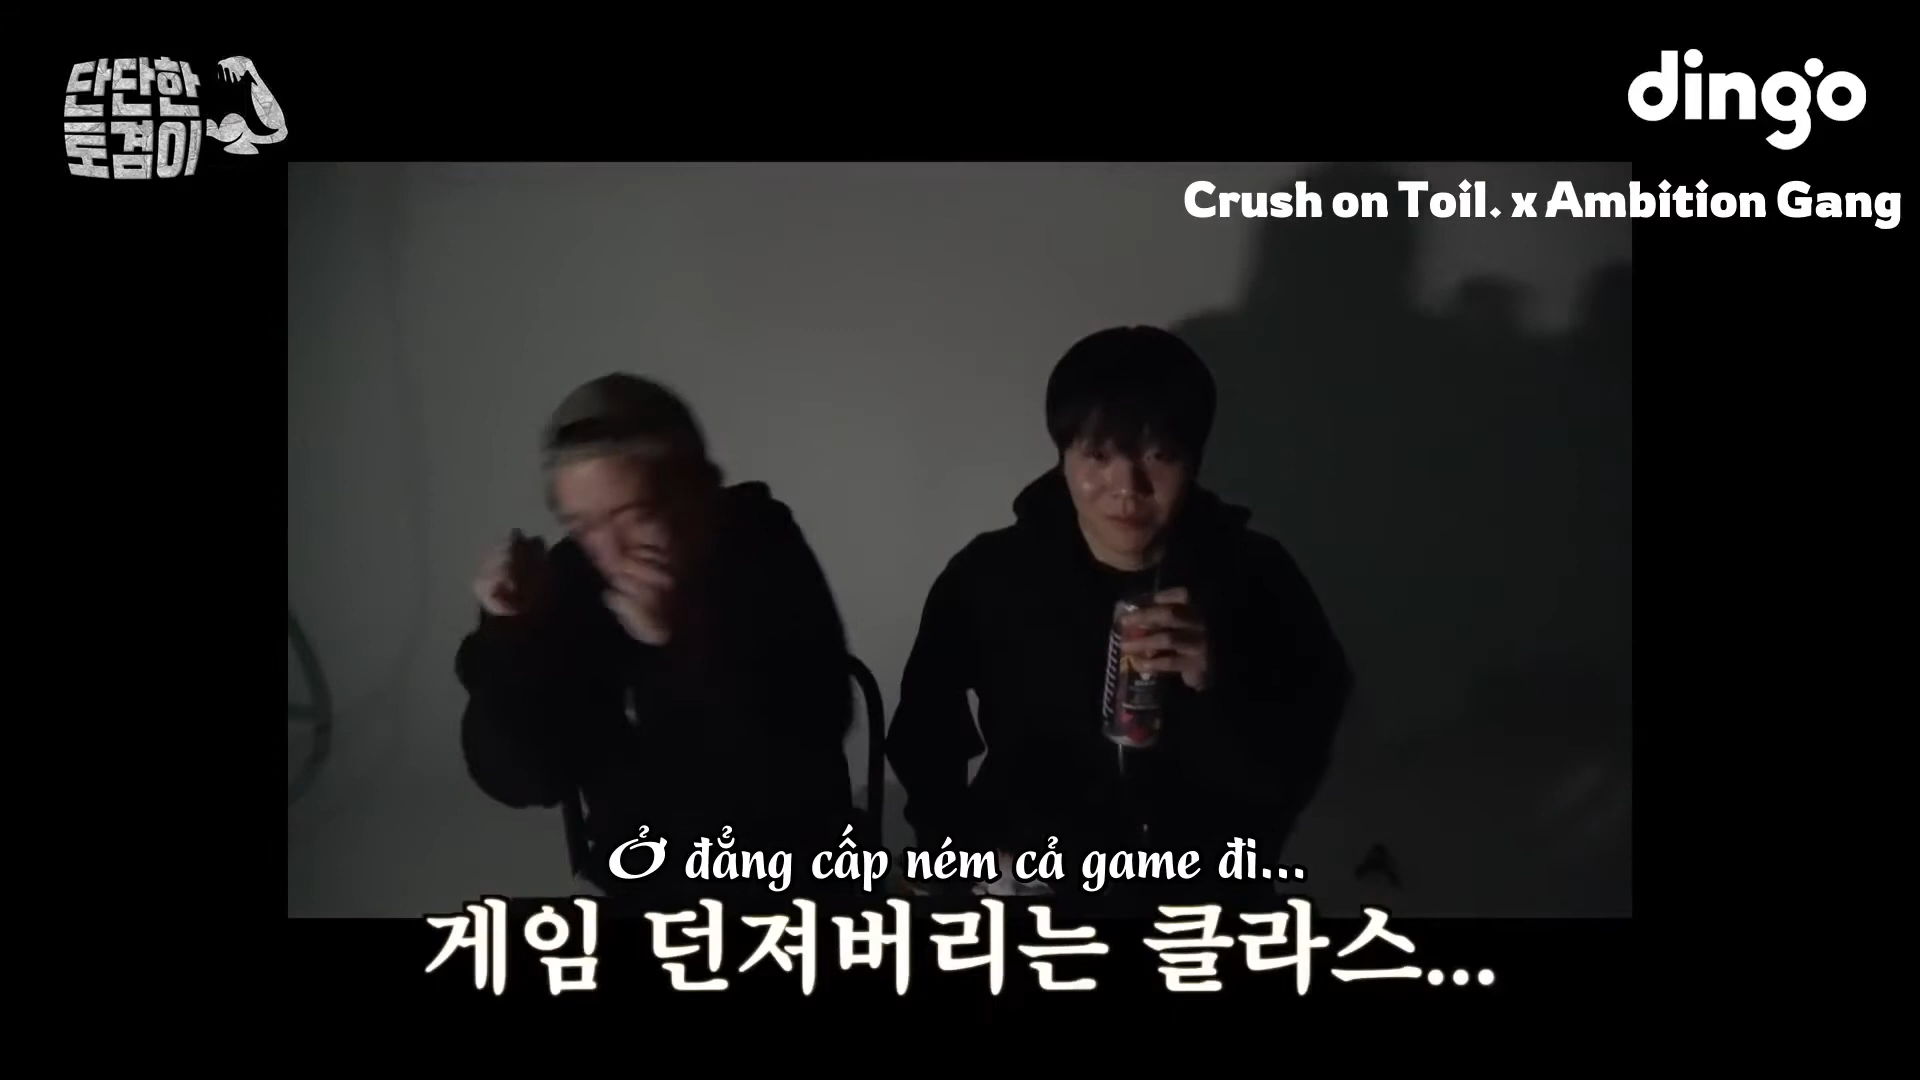 단단한
토겸이
dingo
Crush on Toil. x Ambition Gang
Ở đẳng cấp ném cả game đi...
게임 던져버리는 클라스...